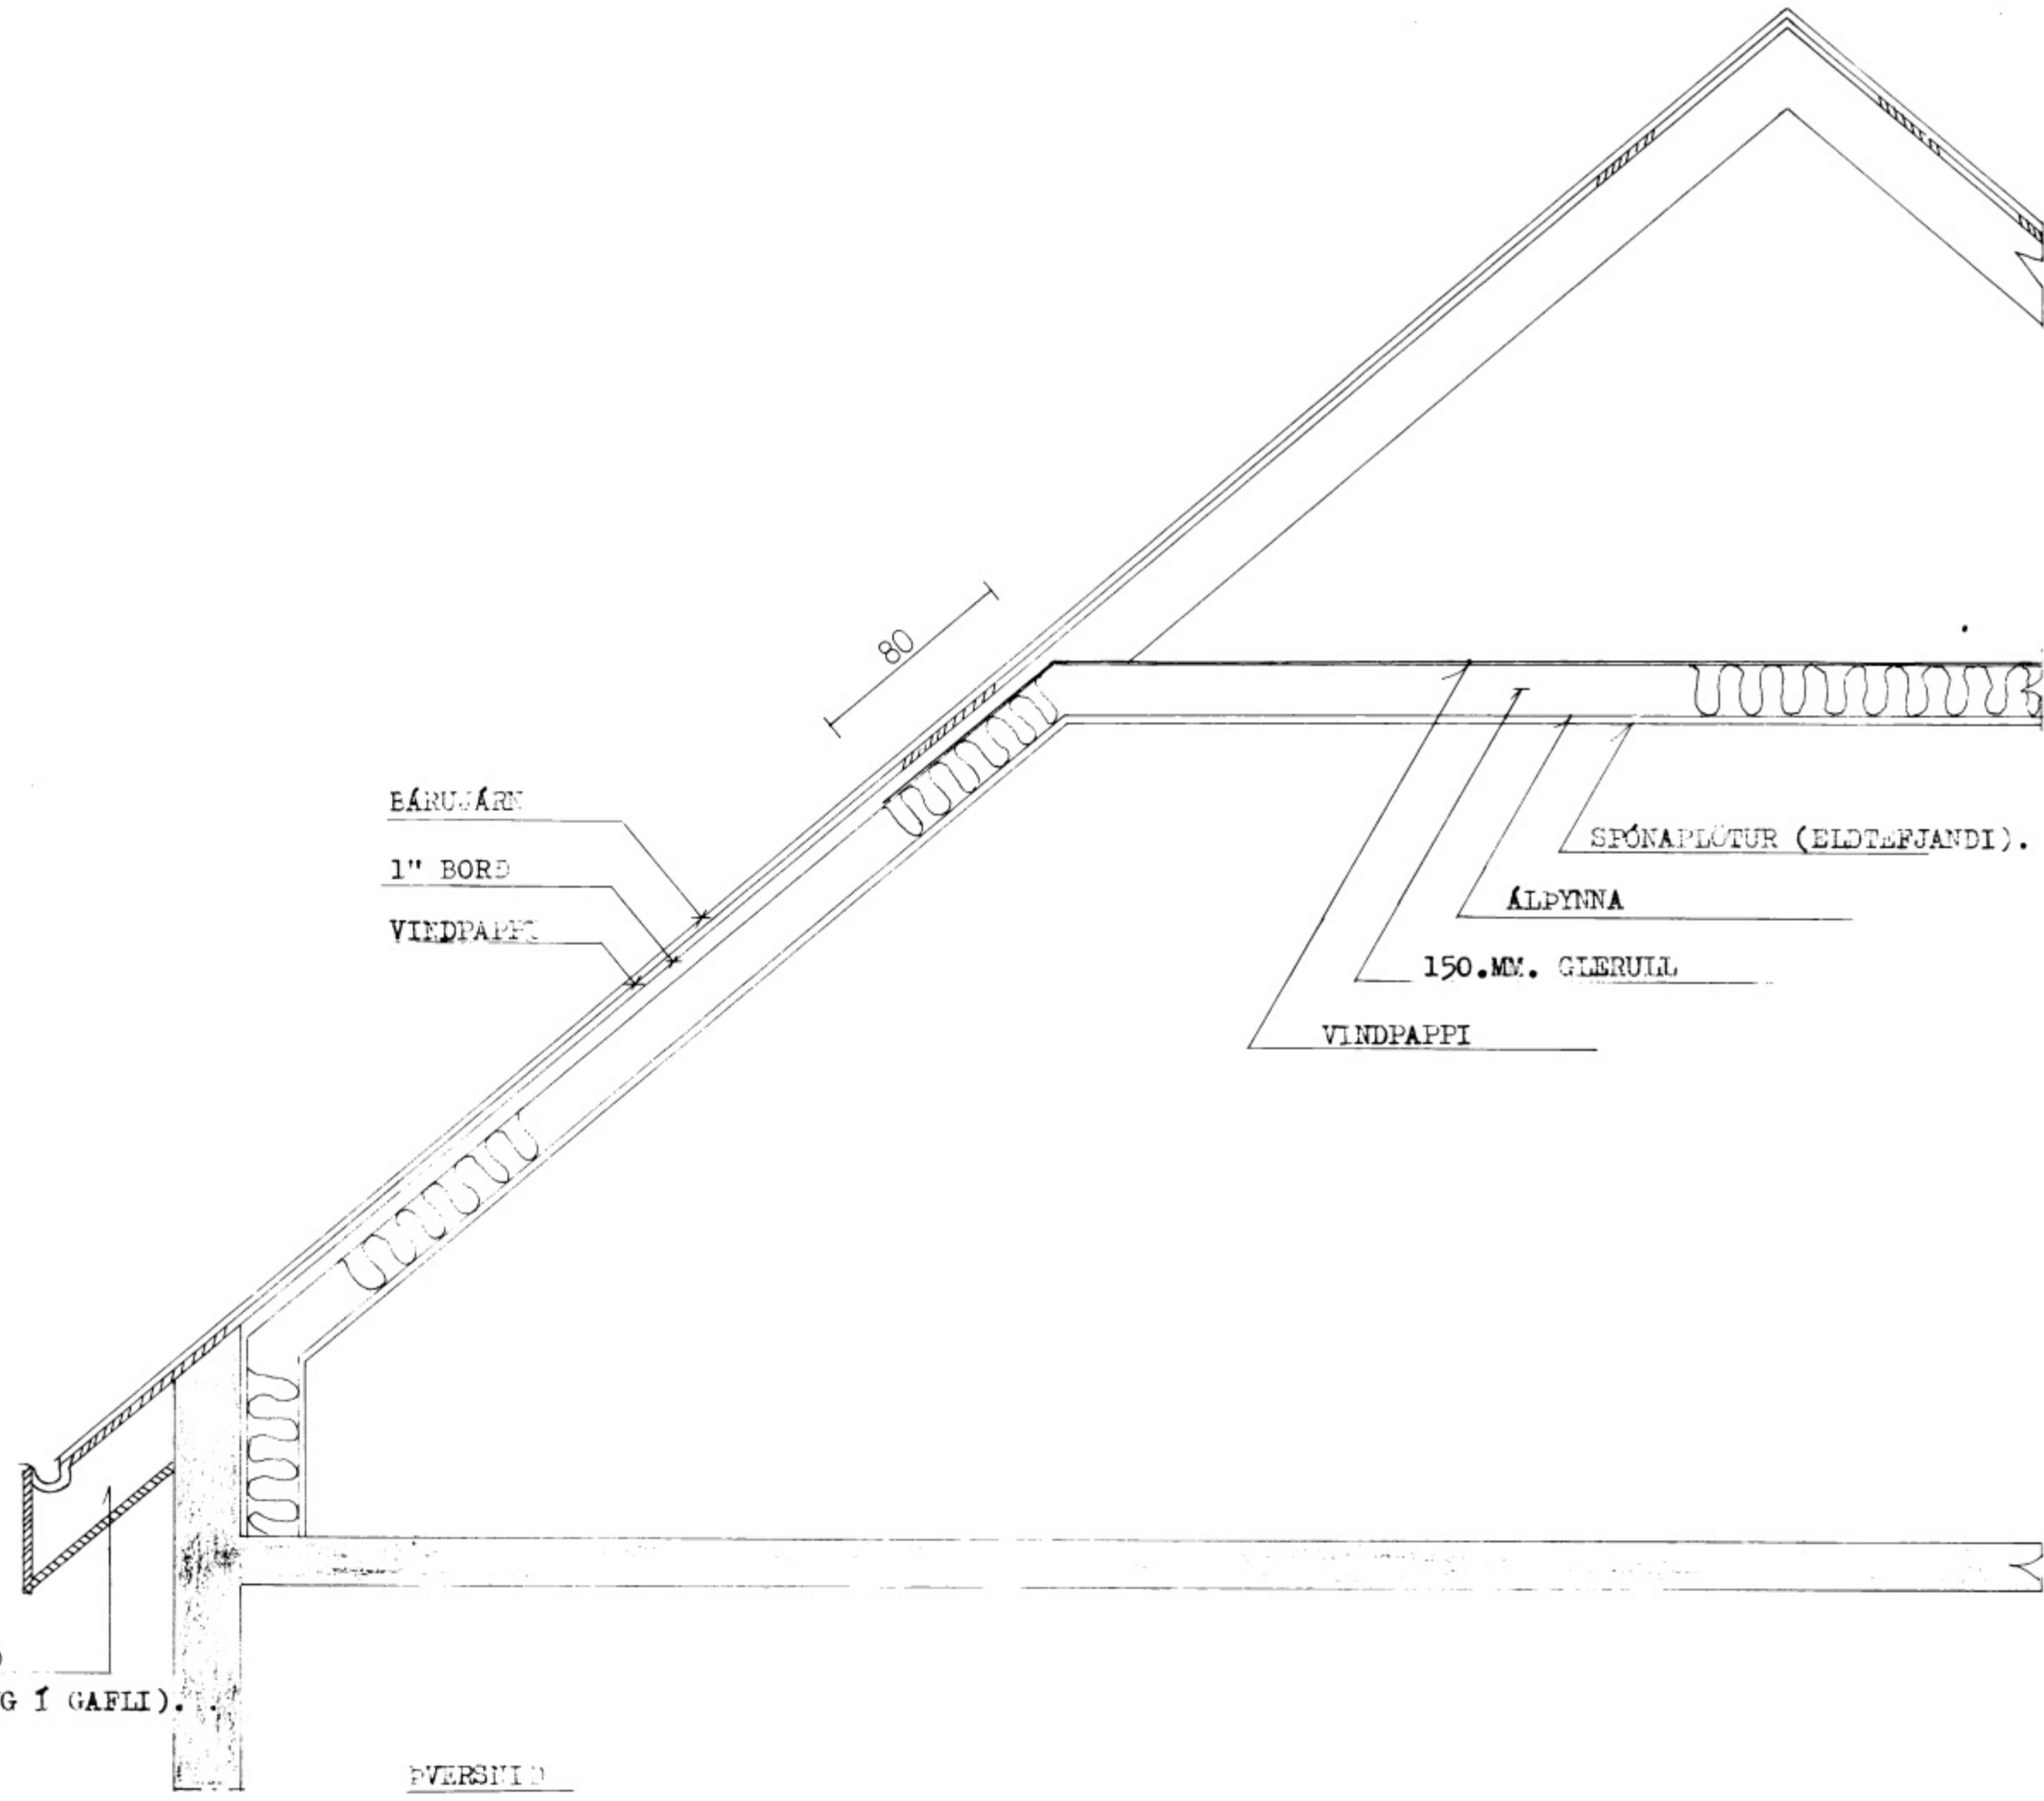 80
BÁRUJÁRN
1" BORÐ
VINDPAPPI
SPÓNAPLÖTUR (ELDTEFJANDI).
ÁLÞYNNA
150.MM. GLERULL
VINDPAPPI
G Í GAFLI).
ÞVERSNIÐ